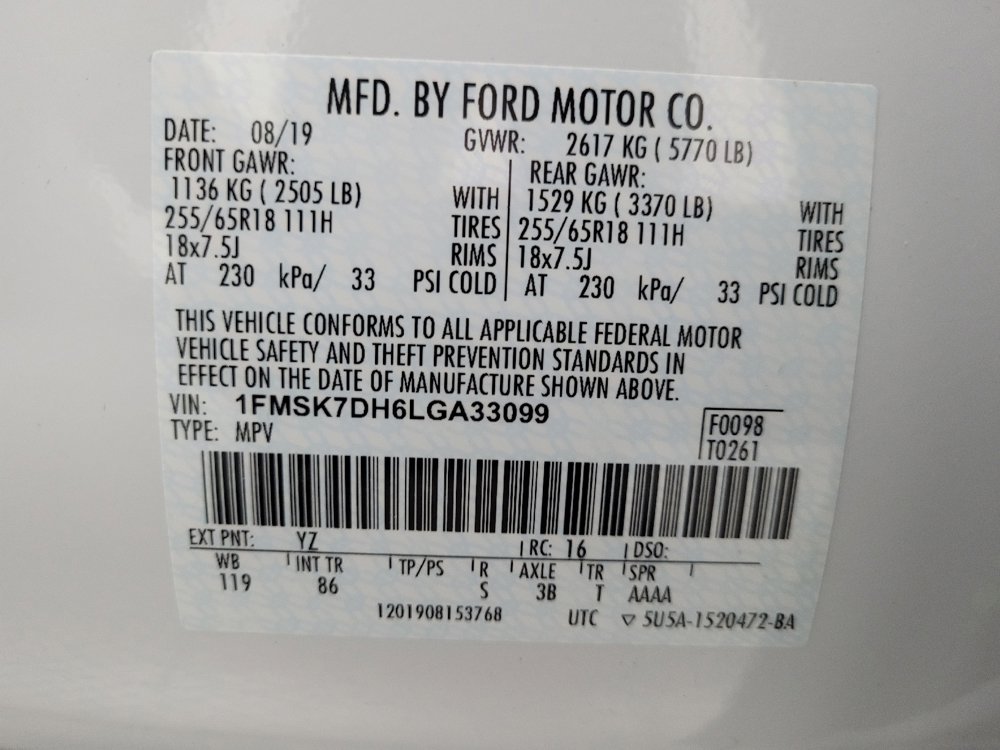 MFD. BY FORD MOTOR CO.
DATE: 08/19 GVWR: 2617 KG ( 5770 LB)
FRONT GAWR: REAR GAWR:
1136 KG ( 2505 LB) WITH 1529 KG ( 3370 LB) WITH
255/65R18 111H TIRES 255/65R18 111H TIRES
18x7.5J RIMS 18x7.5J RIMS
AT 230 kPa/ 33 PSI COLD AT 230 kPa/ 33 PSI COLD
THIS VEHICLE CONFORMS TO ALL APPLICABLE FEDERAL MOTOR
VEHICLE SAFETY AND THEFT PREVENTION STANDARDS IN
EFFECT ON THE DATE OF MANUFACTURE SHOWN ABOVE.
VIN: 1FMSK7DH6LGA33099 F0098
TYPE: MPV T0261
EXT PNT: YZ RC: 16 DSO:
WB INT TR TP/PS R AXLE TR SPR
119 86 S 3B T AAAA
1201908153768 UTC ▽ 5U5A-1520472-BA